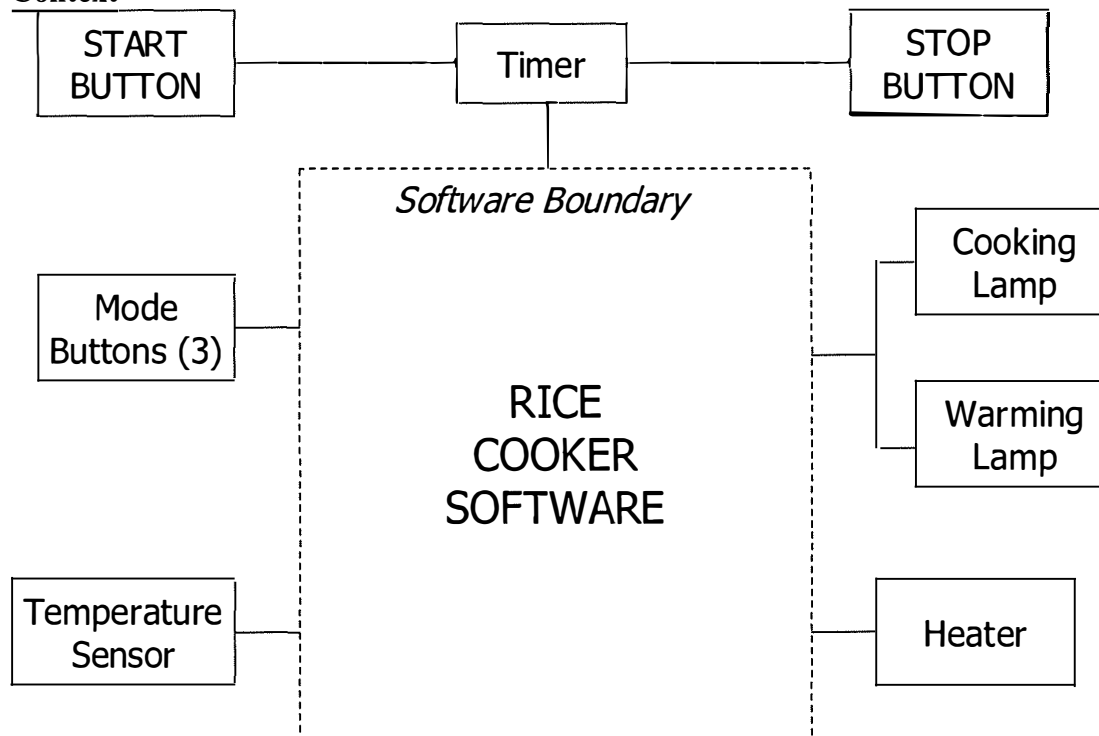 Context
START
BUTTON
Timer
STOP
BUTTON
Software Boundary
Mode
Buttons (3)
Cooking
Lamp
Warming
Lamp
RICE
COOKER
SOFTWARE
Temperature
Sensor
Heater